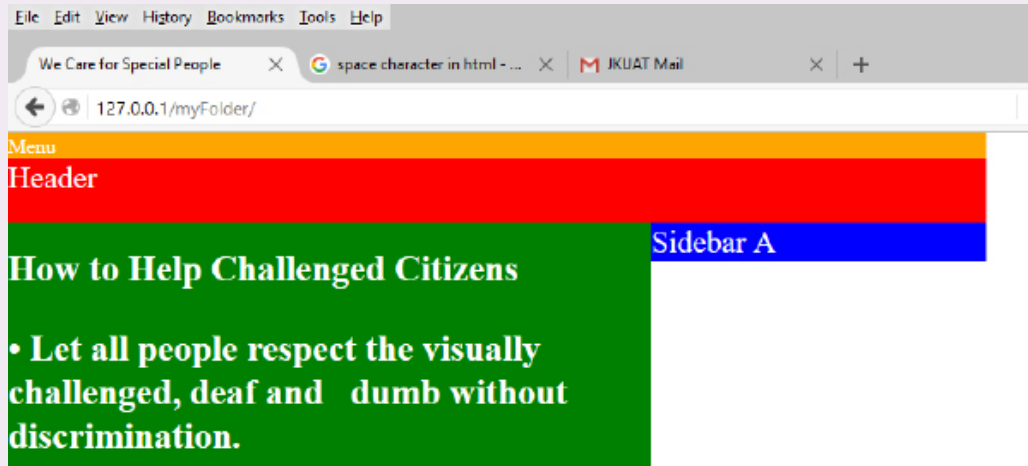 File Edit View History Bookmarks Tools Help
We Care for Special People space character in html - ... JKUAT Mail
127.0.0.1/myFolder/
Menu
Header
Sidebar A
How to Help Challenged Citizens
• Let all people respect the visually
challenged, deaf and   dumb without
discrimination.